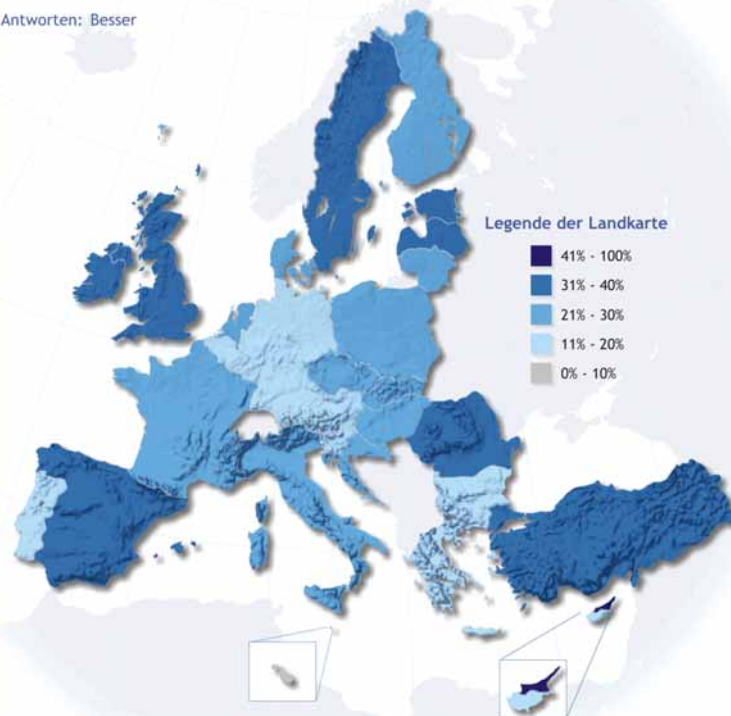 Antworten: Besser
Legende der Landkarte
41% - 100%
31% - 40%
21% - 30%
11% - 20%
0% - 10%